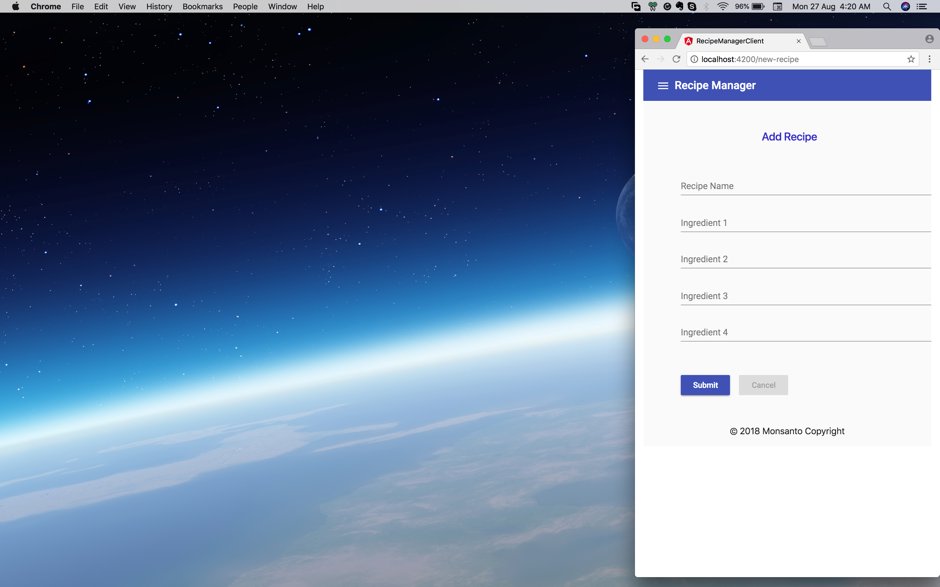 Chrome File Edit View History Bookmarks People Window Help 96% Mon 27 Aug 4:20 AM
RecipeManagerClient
localhost:4200/new-recipe
Recipe Manager
Add Recipe
Recipe Name
Ingredient 1
Ingredient 2
Ingredient 3
Ingredient 4
Submit Cancel
© 2018 Monsanto Copyright